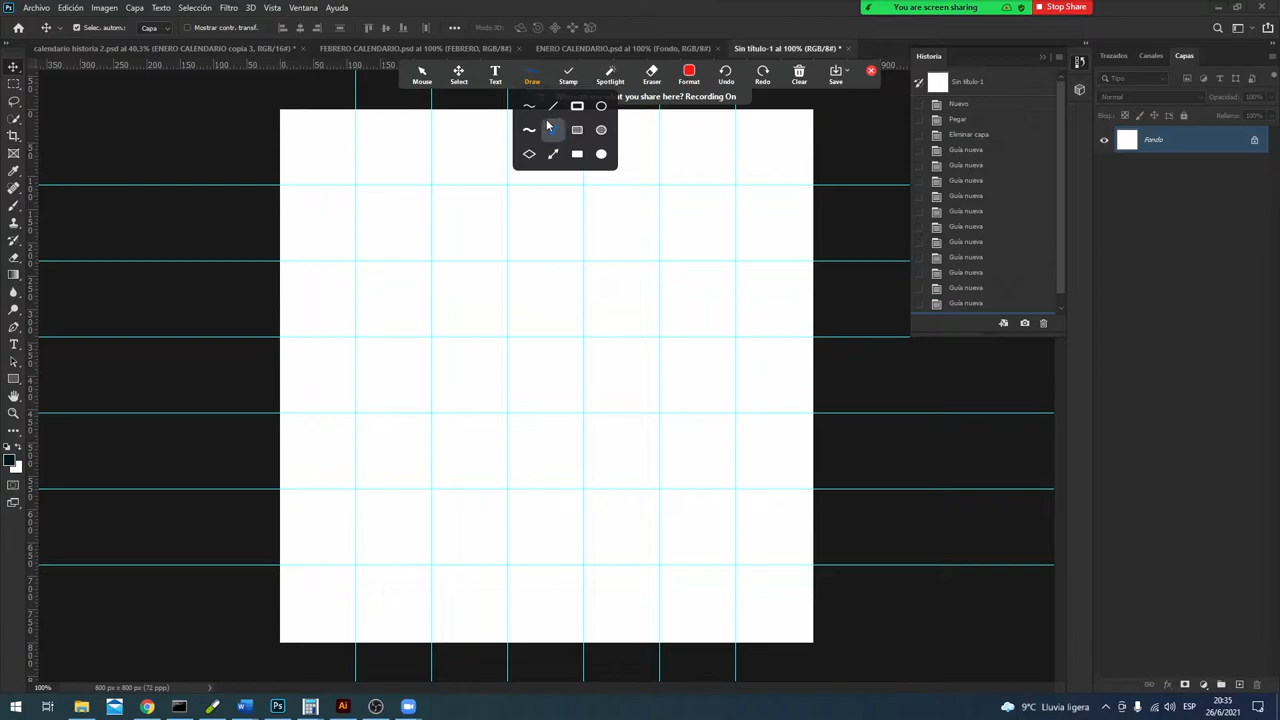 Ps Archivo Edición Imagen Capa Texto Selección Filtro 3D Vista Ventana Ayuda
You are screen sharing Stop Share
Selec. autom.: Capa Mostrar contr. transf. Modo 3D:
calendario historia 2.psd al 40,3% (ENERO CALENDARIO copia 3, RGB/16#) * × FEBRERO CALENDARIO.psd al 100% (FEBRERO, RGB/8#) × ENERO CALENDARIO.psd al 100% (Fondo, RGB/8#) × Sin título-1 al 100% (RGB/8#) * ×
Mouse Select Text Draw Stamp Spotlight Eraser Format Undo Redo Clear Save
t you share here? Recording On
Historia
Sin título-1
Nuevo
Pegar
Eliminar capa
Guía nueva
Guía nueva
Guía nueva
Guía nueva
Guía nueva
Guía nueva
Guía nueva
Guía nueva
Guía nueva
Guía nueva
Guía nueva
Trazados Canales Capas
Tipo
Normal Opacidad: 100%
Bloq.: Relleno: 100%
Fondo
100% 800 px x 800 px (72 ppp)
9°C Lluvia ligera ESP 20:35
26/6/2021